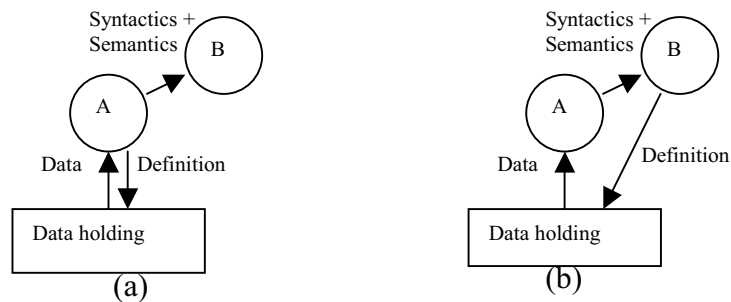 Syntactics +
Semantics
B
A
Data
Definition
Data holding
(a)
Syntactics +
Semantics
B
A
Data
Definition
Data holding
(b)